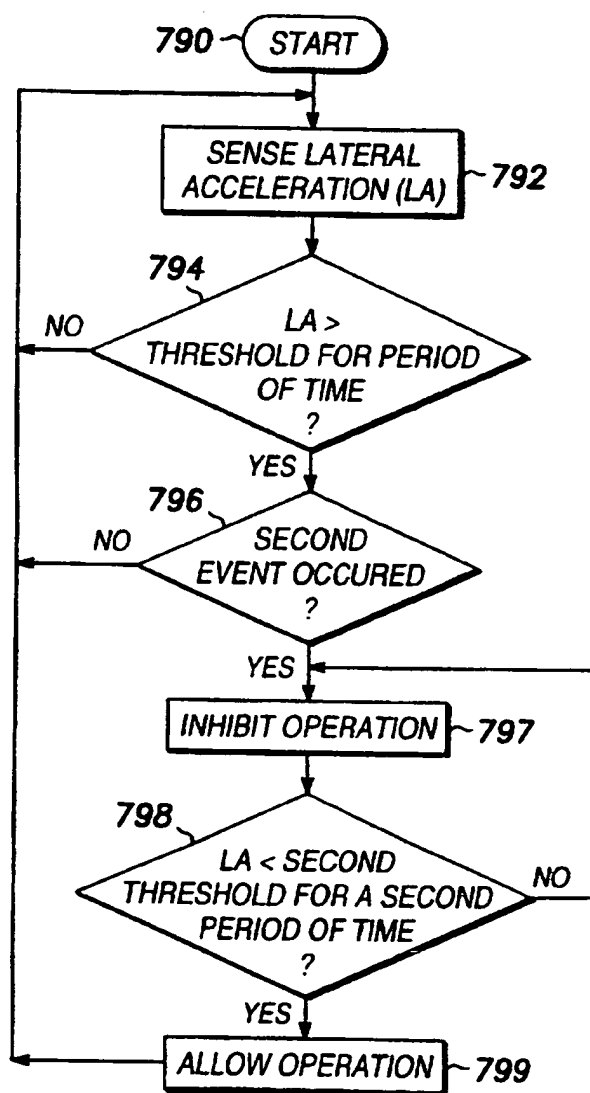 790
START
SENSE LATERAL
ACCELERATION (LA)
792
794
NO
LA >
THRESHOLD FOR PERIOD
OF TIME
?
YES
796
NO
SECOND
EVENT OCCURED
?
YES
INHIBIT OPERATION
797
798
LA < SECOND
THRESHOLD FOR A SECOND
PERIOD OF TIME
?
NO
YES
ALLOW OPERATION
799